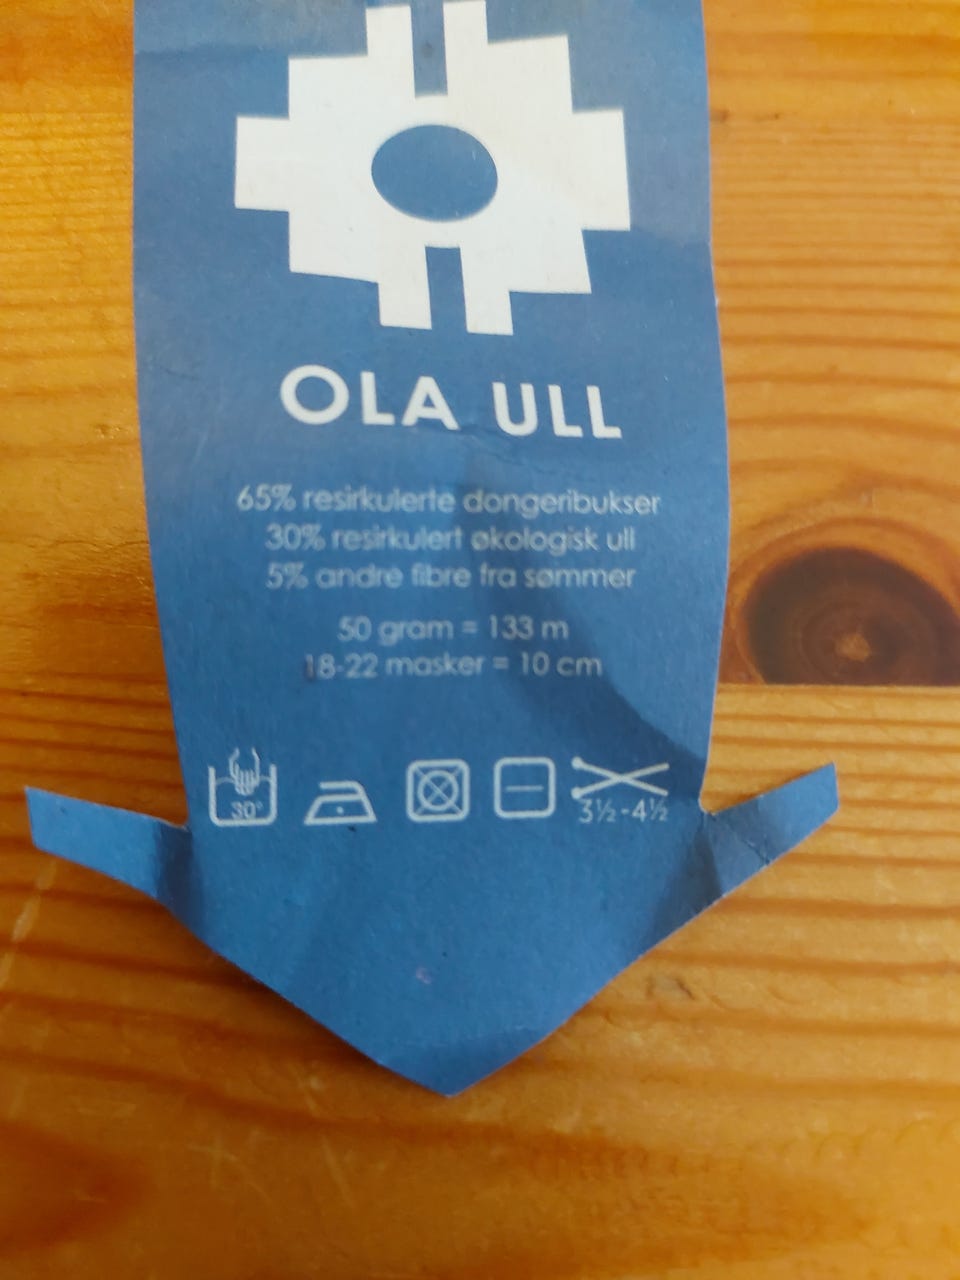 OLA ULL
65% resirkulerte dongeribukser
30% resirkulert økologisk ull
5% andre fibre fra sømmer
50 gram = 133 m
18-22 masker = 10 cm
30°
3½-4½